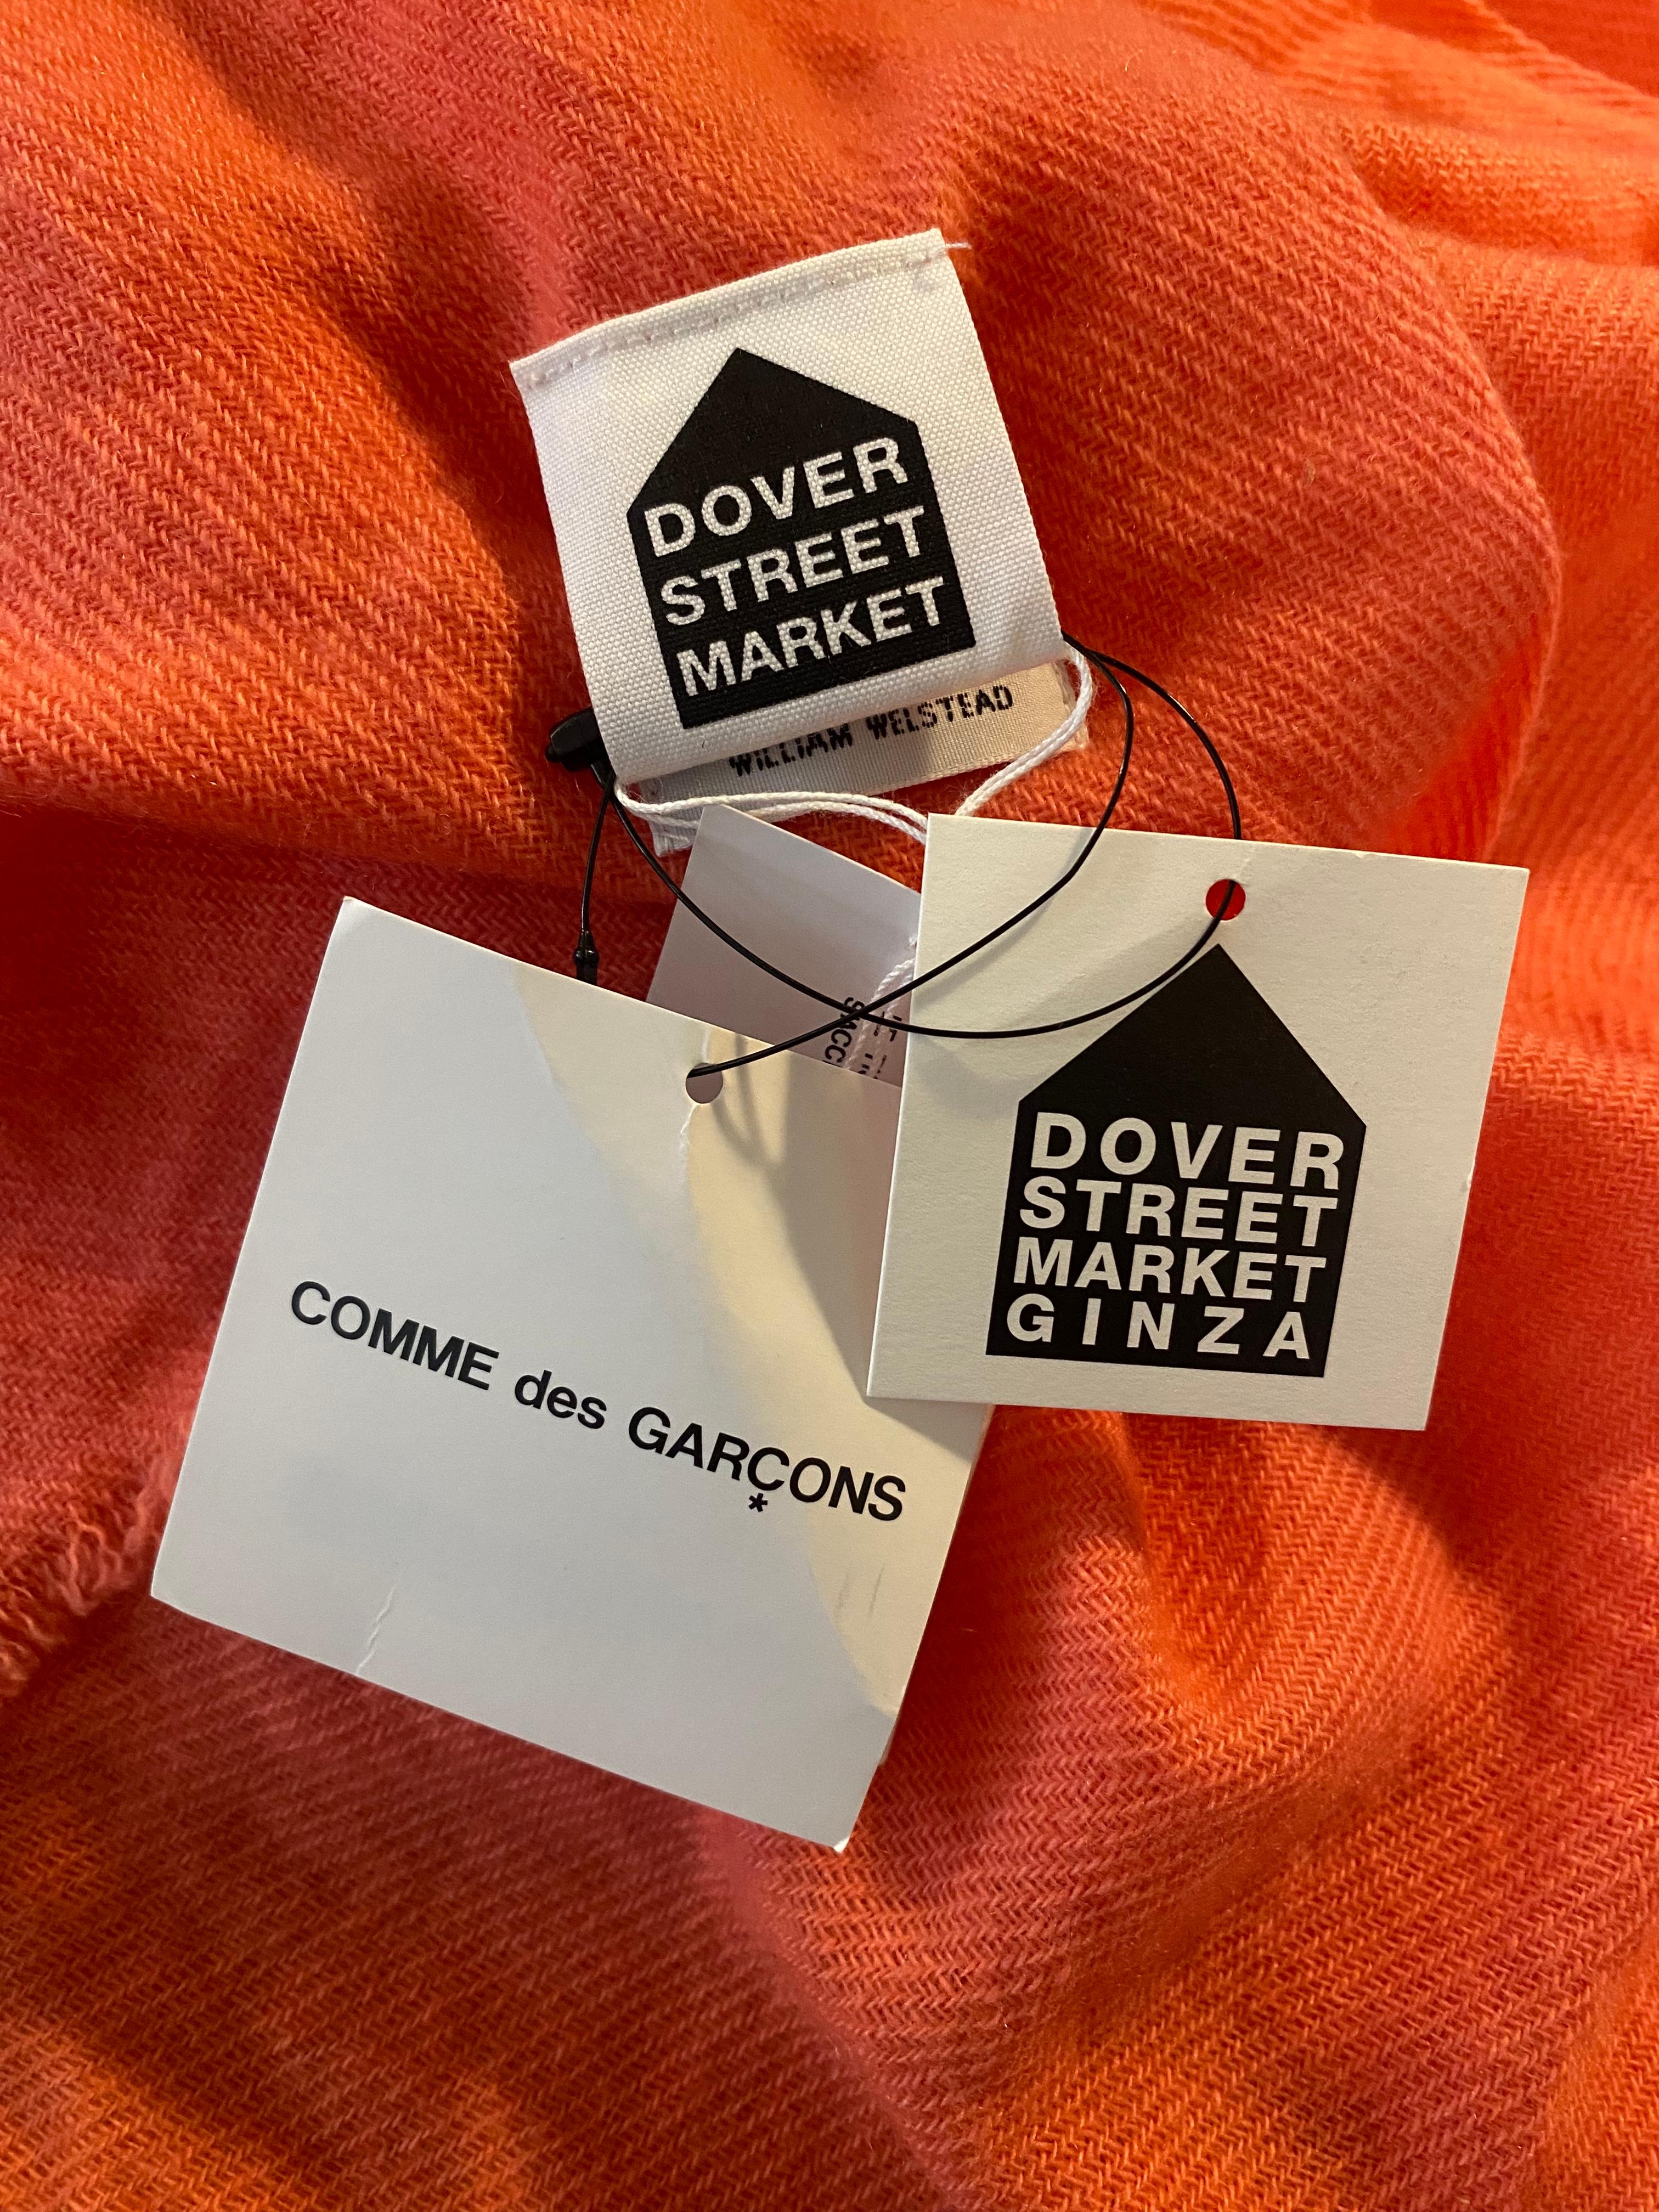 DOVER
STREET
MARKET
WILLIAM WELSTEAD
DOVER
STREET
MARKET
GINZA
COMME des GARÇONS
*